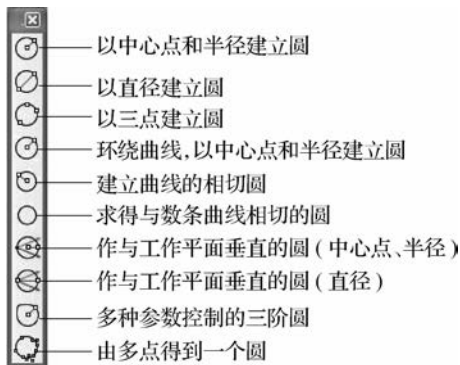 以中心点和半径建立圆
以直径建立圆
以三点建立圆
环绕曲线,以中心点和半径建立圆
建立曲线的相切圆
求得与数条曲线相切的圆
作与工作平面垂直的圆(中心点、半径)
作与工作平面垂直的圆(直径)
多种参数控制的三阶圆
由多点得到一个圆